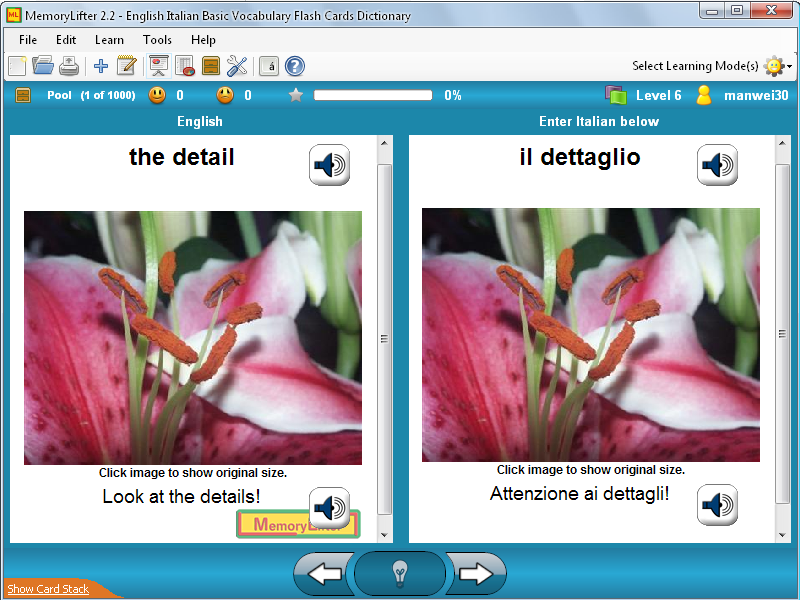 MemoryLifter 2.2 - English Italian Basic Vocabulary Flash Cards Dictionary
File Edit Learn Tools Help
á ? Select Learning Mode(s)
Pool (1 of 1000) 0 0 0% Level 6 manwei30
English
Enter Italian below
the detail
il dettaglio
Click image to show original size.
Click image to show original size.
Look at the details!
Attenzione ai dettagli!
Show Card Stack